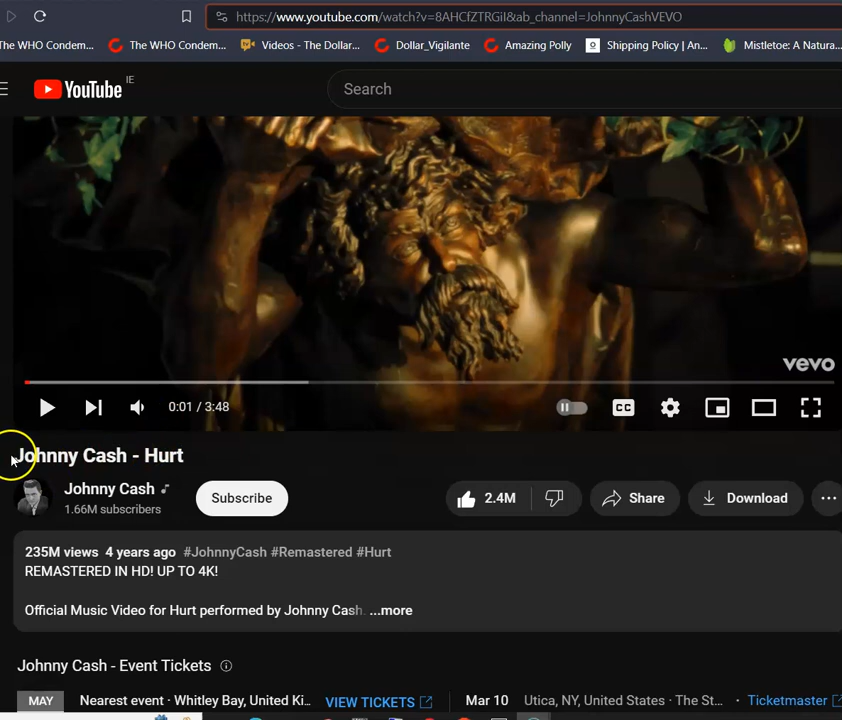 https://www.youtube.com/watch?v=8AHCfZTRGiI&ab_channel=JohnnyCashVEVO
The WHO Condem... The WHO Condem... Videos - The Dollar... Dollar_Vigilante Amazing Polly Shipping Policy | An... Mistletoe: A Natura...
YouTube IE Search
vevo
0:01 / 3:48 CC
Johnny Cash - Hurt
Johnny Cash
1.66M subscribers
Subscribe 2.4M Share Download
235M views 4 years ago #JohnnyCash #Remastered #Hurt
REMASTERED IN HD! UP TO 4K!
Official Music Video for Hurt performed by Johnny Cash. ...more
Johnny Cash - Event Tickets
MAY Nearest event · Whitley Bay, United Ki... VIEW TICKETS Mar 10 Utica, NY, United States · The St... · Ticketmaster